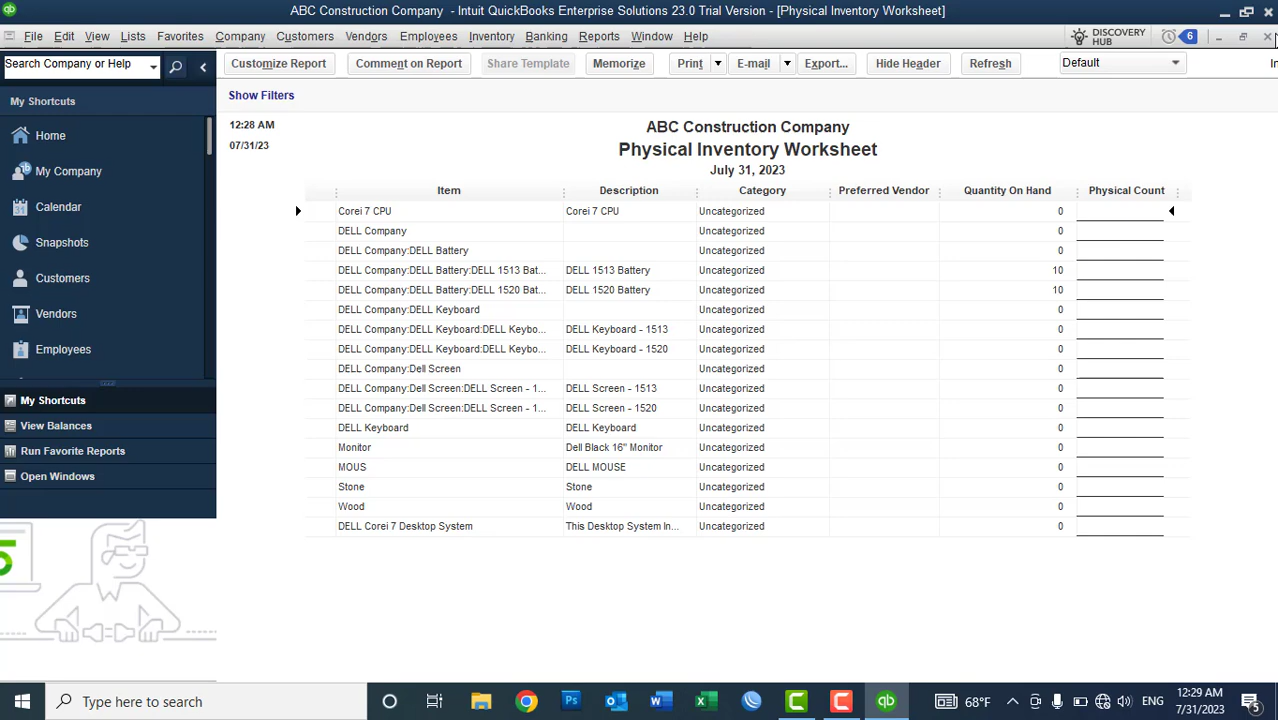 ABC Construction Company - Intuit QuickBooks Enterprise Solutions 23.0 Trial Version - [Physical Inventory Worksheet]
File Edit View Lists Favorites Company Customers Vendors Employees Inventory Banking Reports Window Help DISCOVERY HUB 6
Search Company or Help
Customize Report Comment on Report Share Template Memorize Print E-mail Export... Hide Header Refresh Default
My Shortcuts
Home
My Company
Calendar
Snapshots
Customers
Vendors
Employees
My Shortcuts
View Balances
Run Favorite Reports
Open Windows
Show Filters
12:28 AM
07/31/23
ABC Construction Company
Physical Inventory Worksheet
July 31, 2023
Item Description Category Preferred Vendor Quantity On Hand Physical Count
Corei 7 CPU Corei 7 CPU Uncategorized 0
DELL Company Uncategorized 0
DELL Company:DELL Battery Uncategorized 0
DELL Company:DELL Battery:DELL 1513 Bat... DELL 1513 Battery Uncategorized 10
DELL Company:DELL Battery:DELL 1520 Bat... DELL 1520 Battery Uncategorized 10
DELL Company:DELL Keyboard Uncategorized 0
DELL Company:DELL Keyboard:DELL Keybo... DELL Keyboard - 1513 Uncategorized 0
DELL Company:DELL Keyboard:DELL Keybo... DELL Keyboard - 1520 Uncategorized 0
DELL Company:Dell Screen Uncategorized 0
DELL Company:Dell Screen:DELL Screen - 1... DELL Screen - 1513 Uncategorized 0
DELL Company:Dell Screen:DELL Screen - 1... DELL Screen - 1520 Uncategorized 0
DELL Keyboard DELL Keyboard Uncategorized 0
Monitor Dell Black 16" Monitor Uncategorized 0
MOUS DELL MOUSE Uncategorized 0
Stone Stone Uncategorized 0
Wood Wood Uncategorized 0
DELL Corei 7 Desktop System This Desktop System In... Uncategorized 0
Type here to search
68°F ENG
12:29 AM
7/31/2023
5